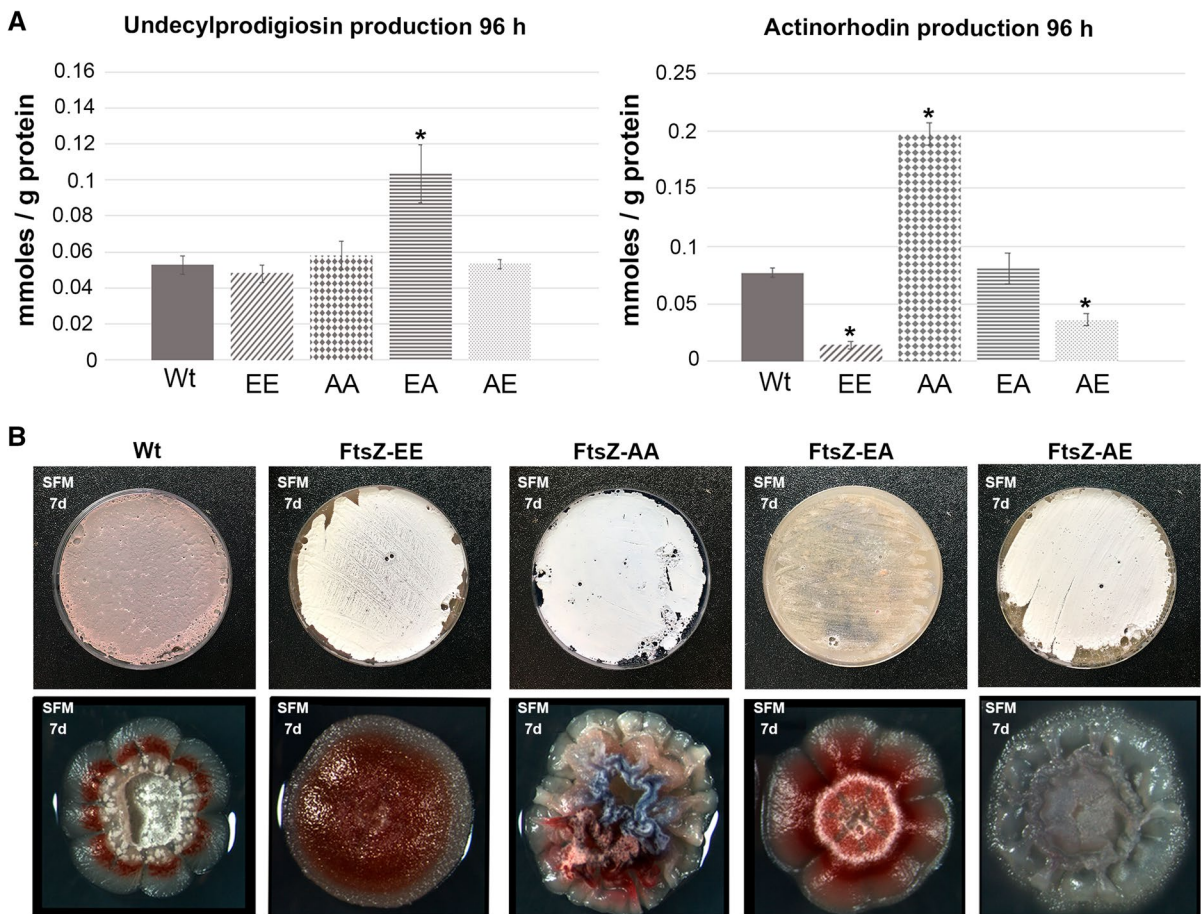 A
Undecylprodigiosin production 96 h
mmoles / g protein
0.16
0.14
0.12
0.1
0.08
0.06
0.04
0.02
0
*
Wt EE AA EA AE
Actinorhodin production 96 h
mmoles / g protein
0.25
0.2
0.15
0.1
0.05
0
*
*
*
Wt EE AA EA AE
B
Wt FtsZ-EE FtsZ-AA FtsZ-EA FtsZ-AE
SFM SFM SFM SFM SFM
7d 7d 7d 7d 7d
SFM SFM SFM SFM SFM
7d 7d 7d 7d 7d